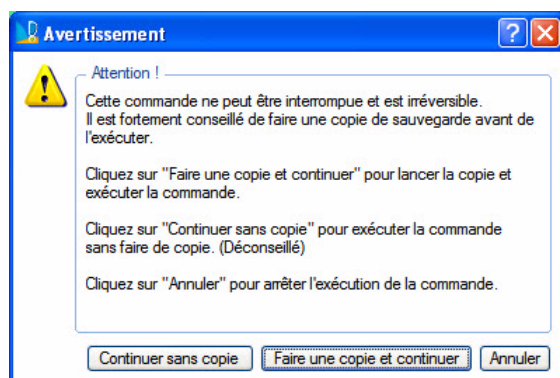 Avertissement
Attention !
Cette commande ne peut être interrompue et est irréversible.
Il est fortement conseillé de faire une copie de sauvegarde avant de
l'exécuter.
Cliquez sur "Faire une copie et continuer" pour lancer la copie et
exécuter la commande.
Cliquez sur "Continuer sans copie" pour exécuter la commande
sans faire de copie. (Déconseillé)
Cliquez sur "Annuler" pour arrêter l'exécution de la commande.
Continuer sans copie Faire une copie et continuer Annuler